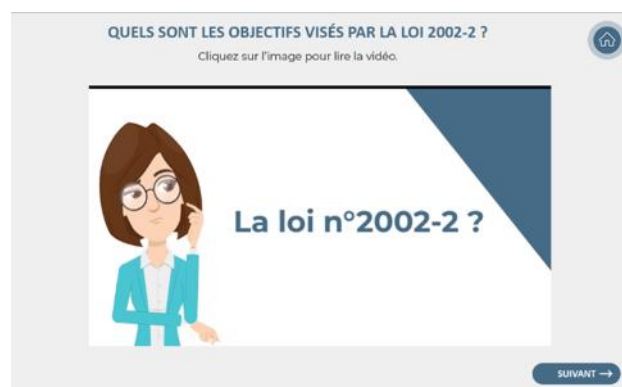 QUELS SONT LES OBJECTIFS VISÉS PAR LA LOI 2002-2 ?
Cliquez sur l'image pour lire la vidéo.
La loi n°2002-2 ?
SUIVANT →